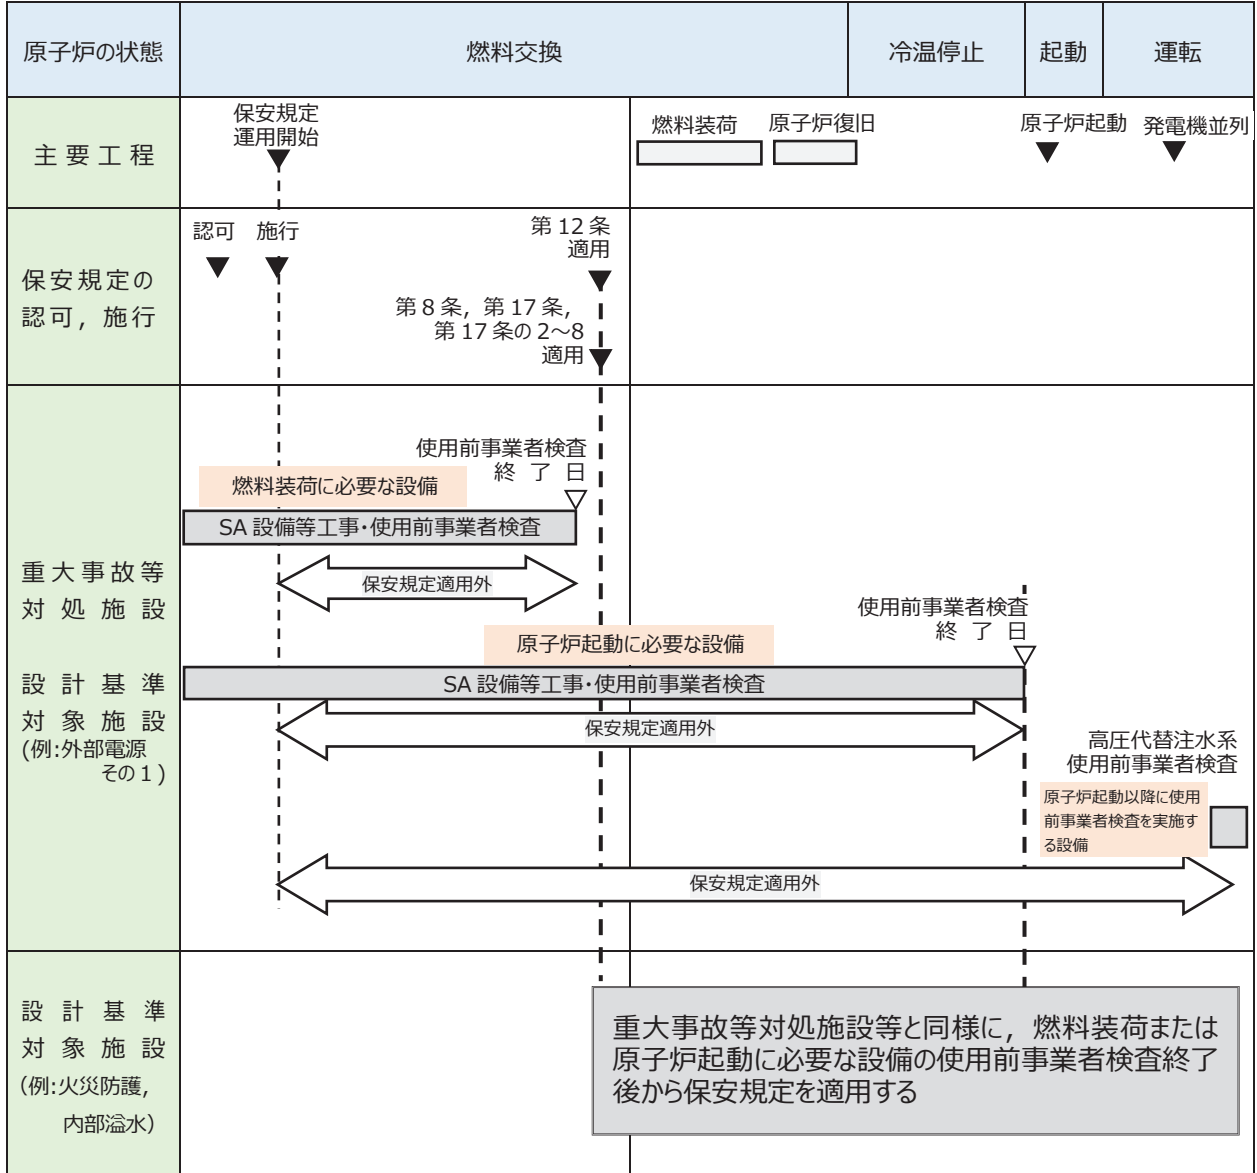 原子炉の状態
燃料交換
冷温停止
起動
運転
主要工程
保安規定
運用開始
燃料装荷
原子炉復旧
原子炉起動
発電機並列
保安規定の
認可，施行
認可
施行
第 12 条
適用
第 8 条，第 17 条，
第 17 条の 2～8
適用
重大事故等
対処施設
設計基準
対象施設
(例:外部電源
その１)
使用前事業者検査
終了日
燃料装荷に必要な設備
SA 設備等工事・使用前事業者検査
保安規定適用外
使用前事業者検査
終了日
原子炉起動に必要な設備
SA 設備等工事・使用前事業者検査
保安規定適用外
高圧代替注水系
使用前事業者検査
原子炉起動以降に使用
前事業者検査を実施す
る設備
保安規定適用外
設計基準
対象施設
(例:火災防護，
内部溢水)
重大事故等対処施設等と同様に，燃料装荷または
原子炉起動に必要な設備の使用前事業者検査終了
後から保安規定を適用する